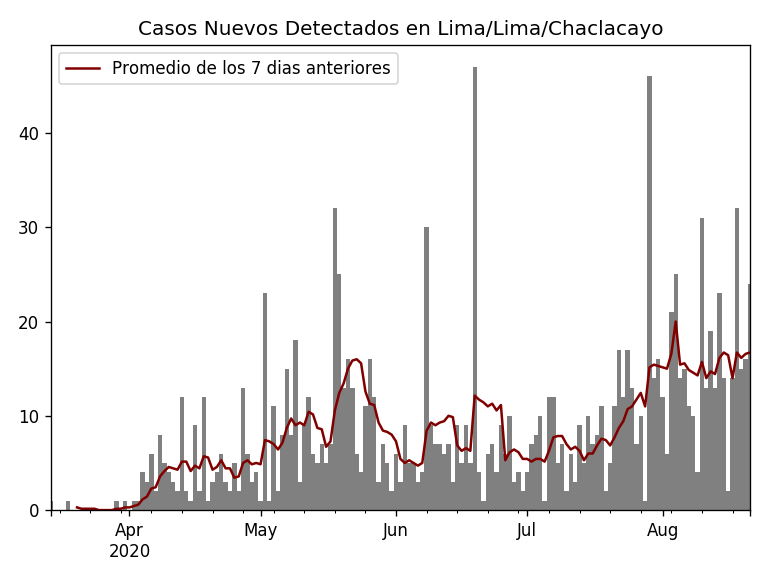 Casos Nuevos Detectados en Lima/Lima/Chaclacayo
Promedio de los 7 dias anteriores
40
30
20
10
0
Apr May Jun Jul Aug
2020